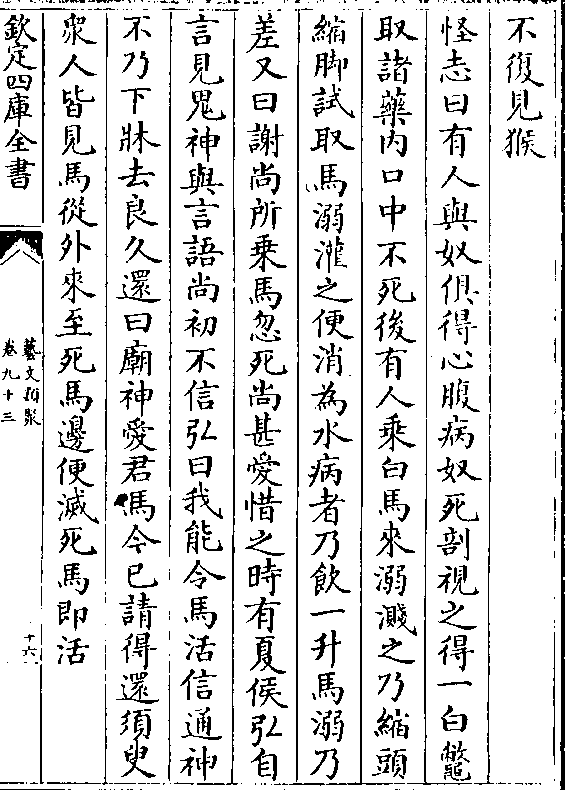 不復見猴
怪志曰有人與奴俱得心腹病奴死剖視之得一白鼈
取諸藥内口中不死後有人乘白馬來溺濺之乃縮頭
縮脚試取馬溺灌之便消為水病者乃飲一升馬溺乃
差又曰謝尚所乗馬忽死尚甚愛惜之時有夏侯弘自
言見鬼神與言語尚初不信弘曰我能令馬活信通神
不乃下牀去良久還曰廟神愛君馬今已請得還須臾
衆人皆見馬從外來至死馬邊便滅死馬即活
欽定四庫全書
藝文類聚
卷九十三
十六